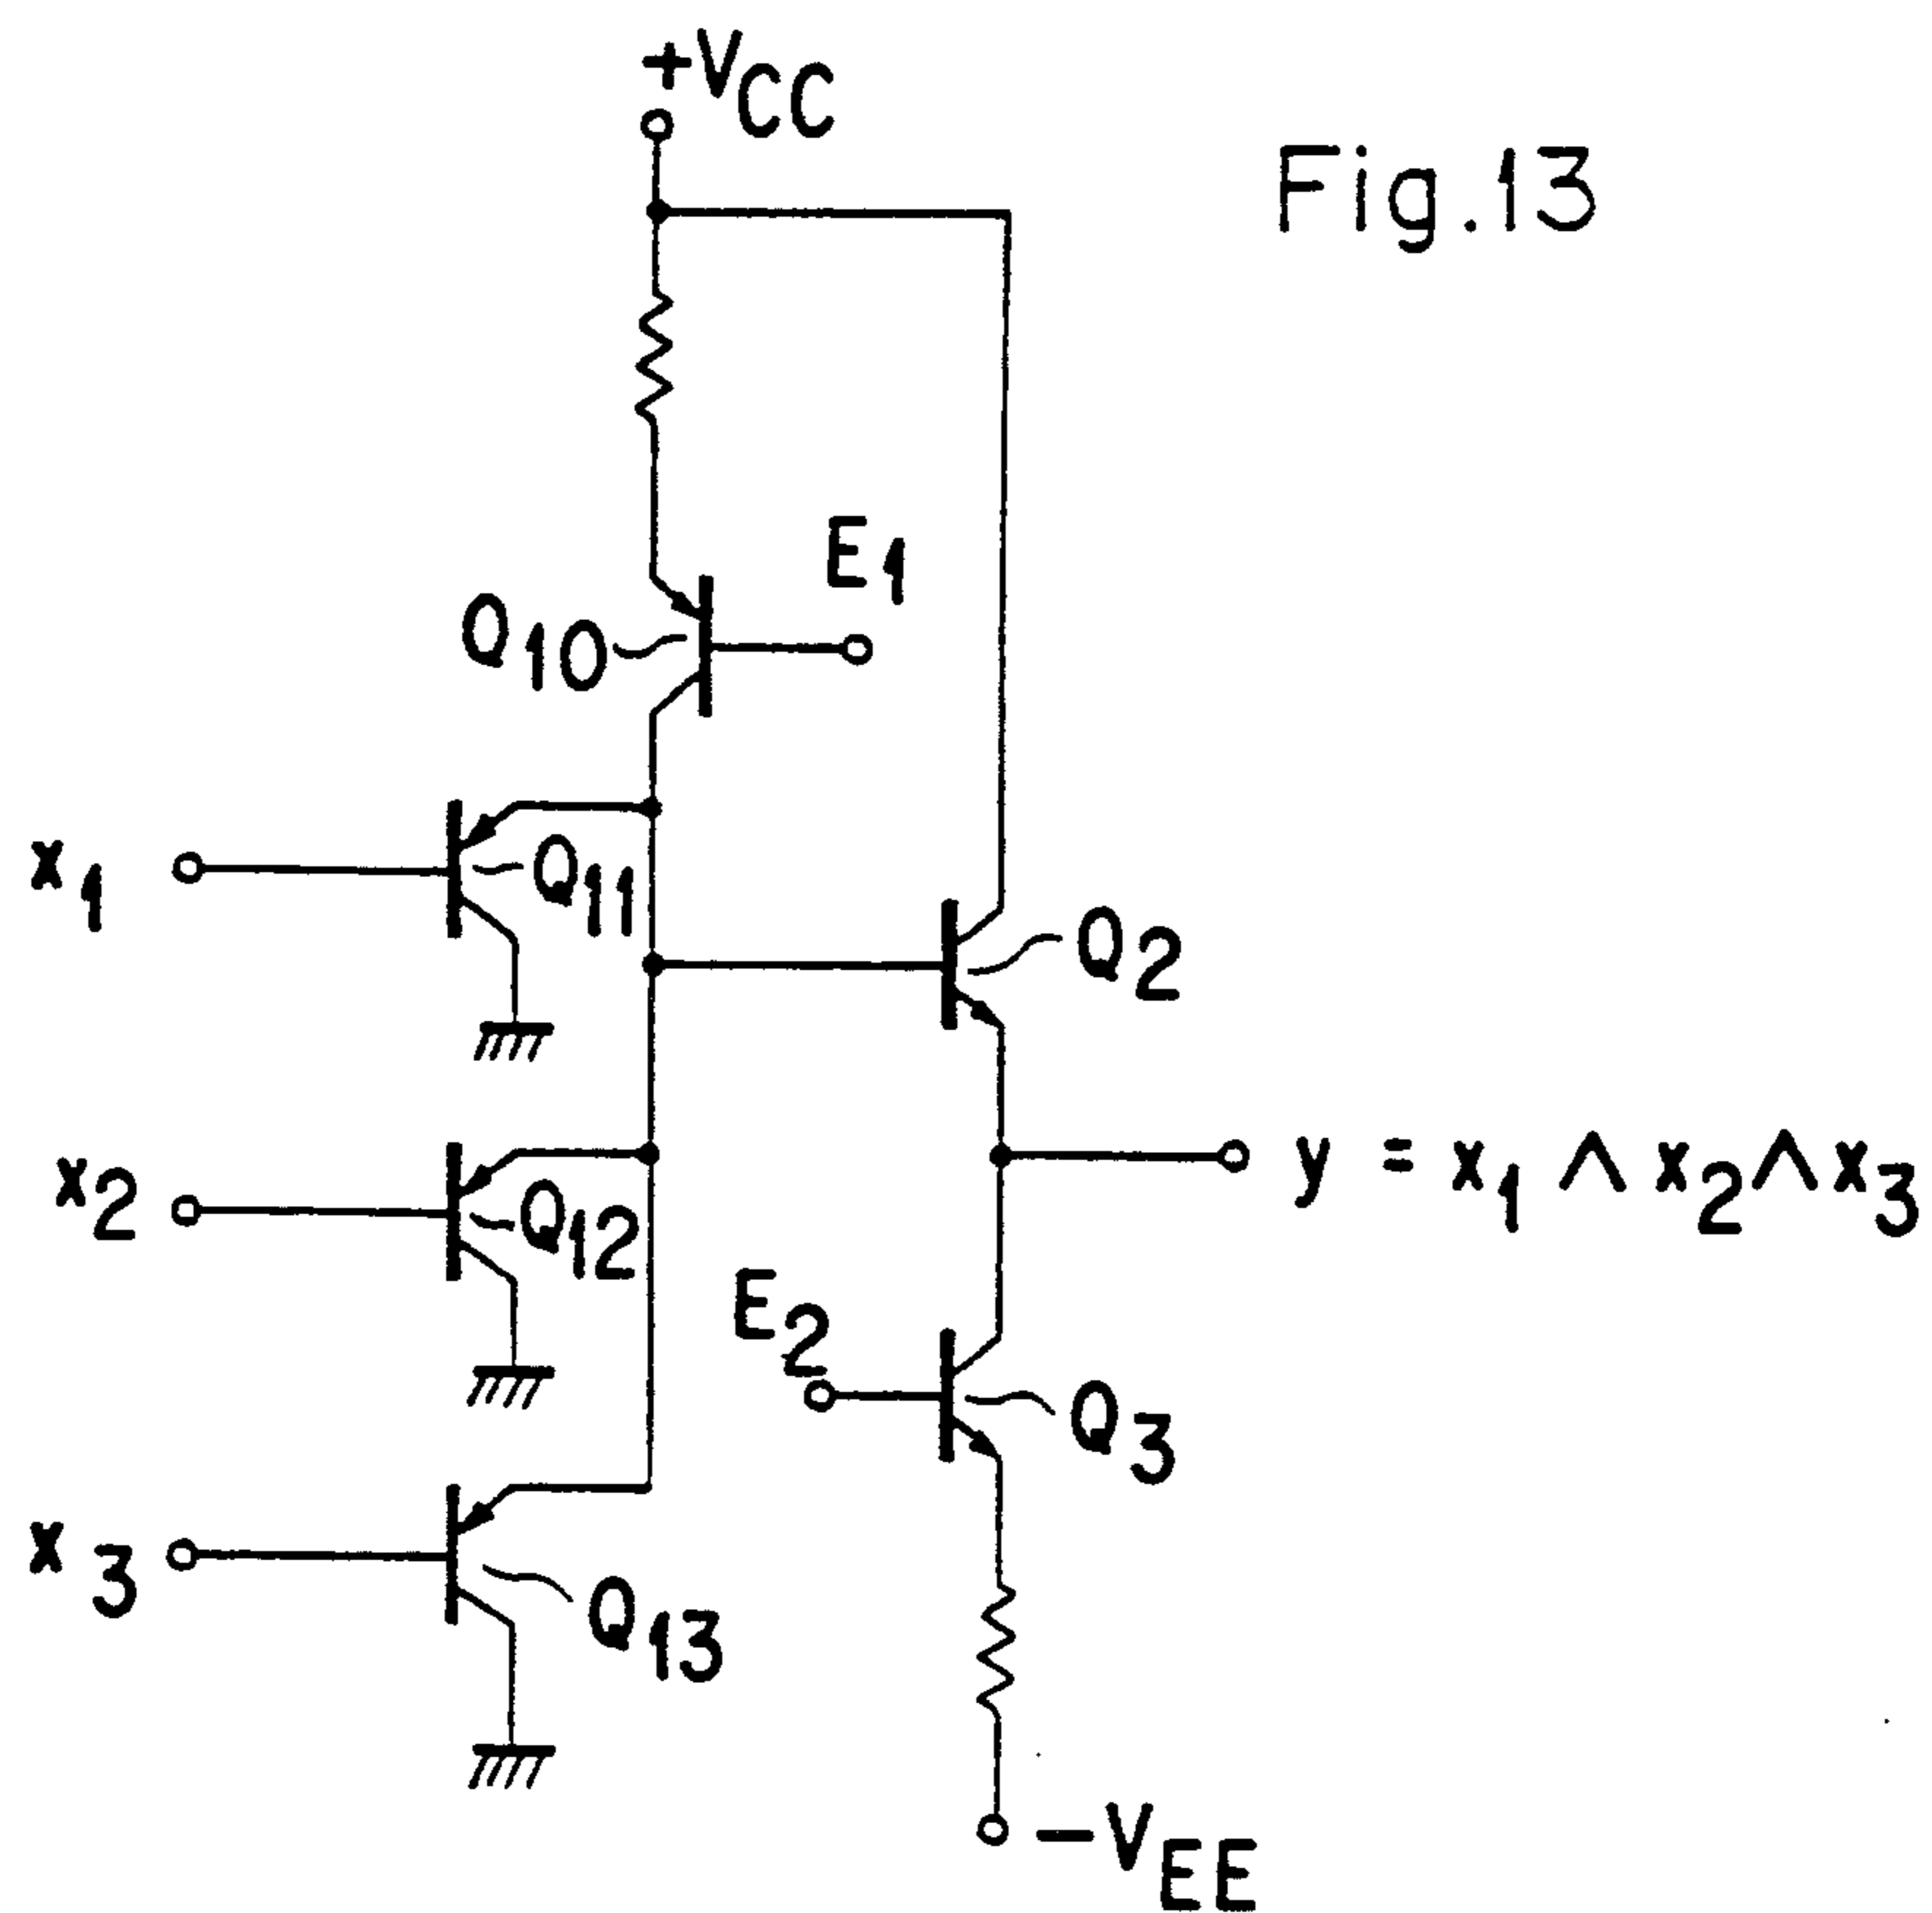 +VCC
Fig.13
E1
Q10
x1
Q11
Q2
y = x1 ∧ x2 ∧ x3
x2
Q12
E2
Q3
x3
Q13
-VEE